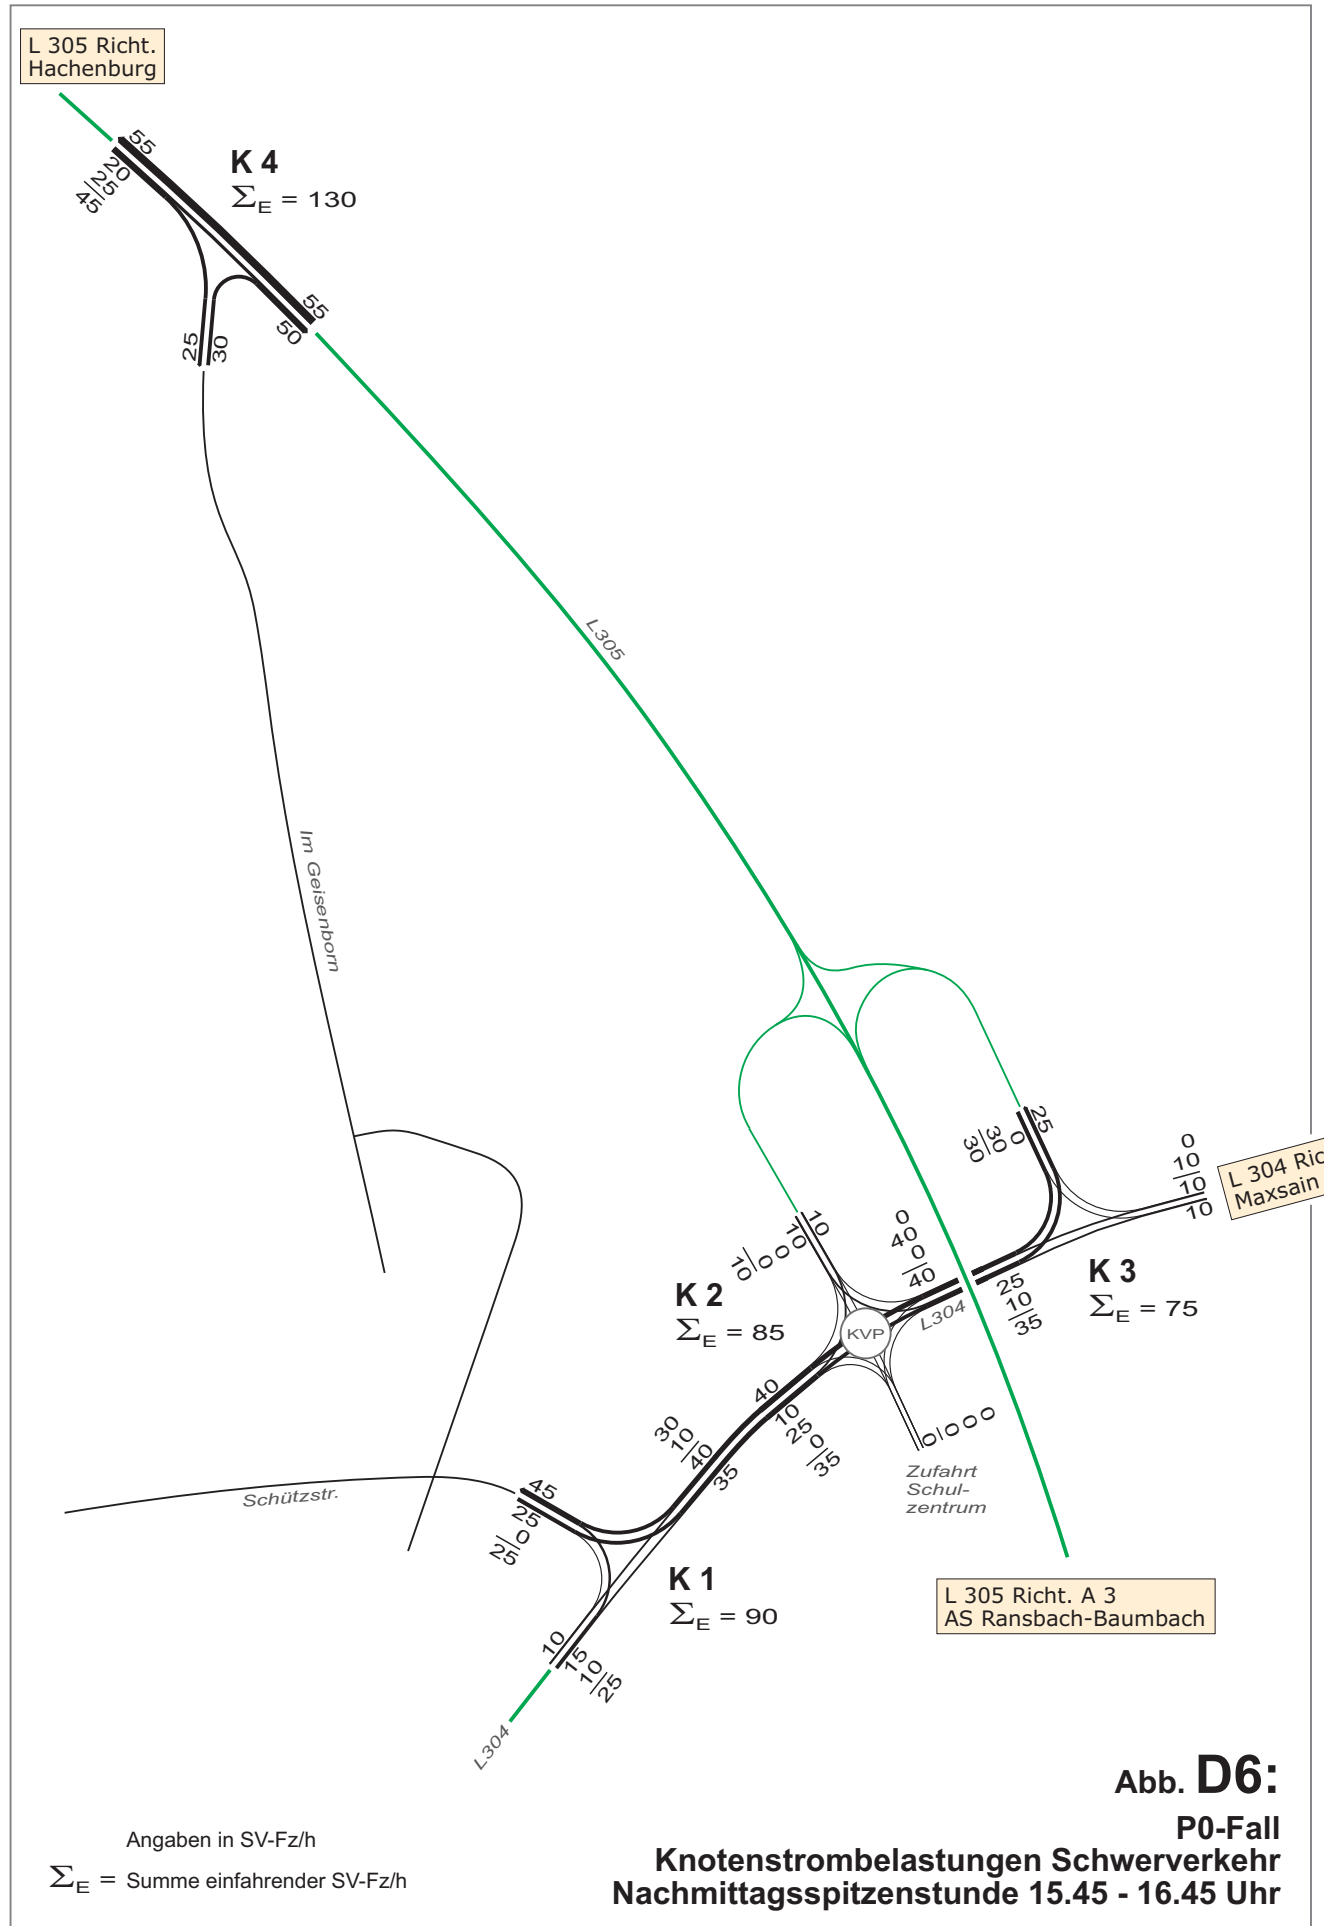 L 305 Richt.
Hachenburg
55
20
25
45
K 4
ΣE = 130
55
50
25
30
L305
Im Geisenborn
25
0
30
30
0
10
10
10
L 304 Ric
Maxsain
K 3
ΣE = 75
25
10
35
0
40
0
40
L304
10
10
0
0
10
K 2
ΣE = 85
KVP
40
10
25
0
35
0
0
0
0
Zufahrt
Schul-
zentrum
30
10
40
35
Schützstr.
45
25
0
25
K 1
ΣE = 90
10
15
10
25
L304
L 305 Richt. A 3
AS Ransbach-Baumbach
Abb. D6:
P0-Fall
Knotenstrombelastungen Schwerverkehr
Nachmittagsspitzenstunde 15.45 - 16.45 Uhr
Angaben in SV-Fz/h
ΣE = Summe einfahrender SV-Fz/h